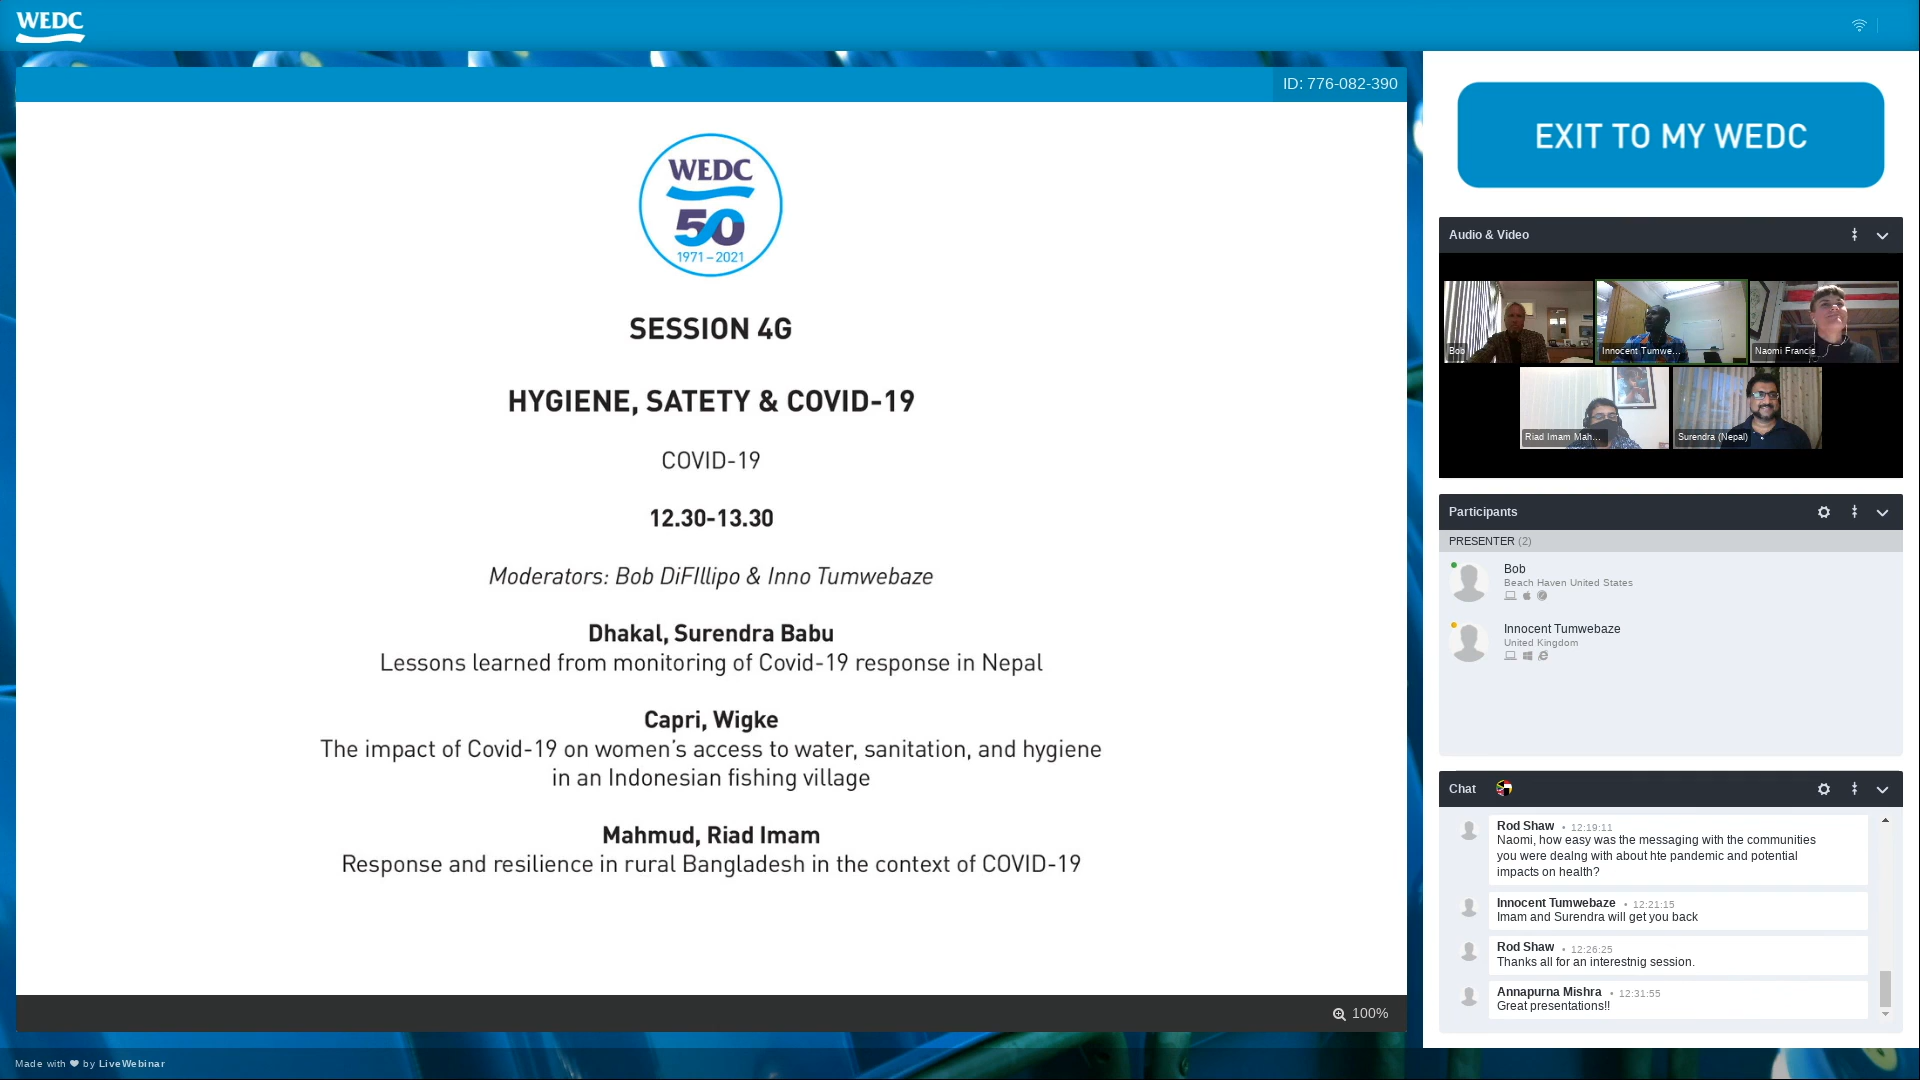 WEDC
ID: 776-082-390
WEDC
50
1971–2021
SESSION 4G
HYGIENE, SATETY & COVID-19
COVID-19
12.30-13.30
Moderators: Bob DiFIllipo & Inno Tumwebaze
Dhakal, Surendra Babu
Lessons learned from monitoring of Covid-19 response in Nepal
Capri, Wigke
The impact of Covid-19 on women's access to water, sanitation, and hygiene
in an Indonesian fishing village
Mahmud, Riad Imam
Response and resilience in rural Bangladesh in the context of COVID-19
100%
Made with by LiveWebinar
EXIT TO MY WEDC
Audio & Video
Bob
Innocent Tumwe...
Naomi Francis
Riad Imam Mah...
Surendra (Nepal)
Participants
PRESENTER (2)
Bob
Beach Haven United States
Innocent Tumwebaze
United Kingdom
Chat
Rod Shaw • 12:19:11
Naomi, how easy was the messaging with the communities
you were dealng with about hte pandemic and potential
impacts on health?
Innocent Tumwebaze • 12:21:15
Imam and Surendra will get you back
Rod Shaw • 12:26:25
Thanks all for an interestnig session.
Annapurna Mishra • 12:31:55
Great presentations!!